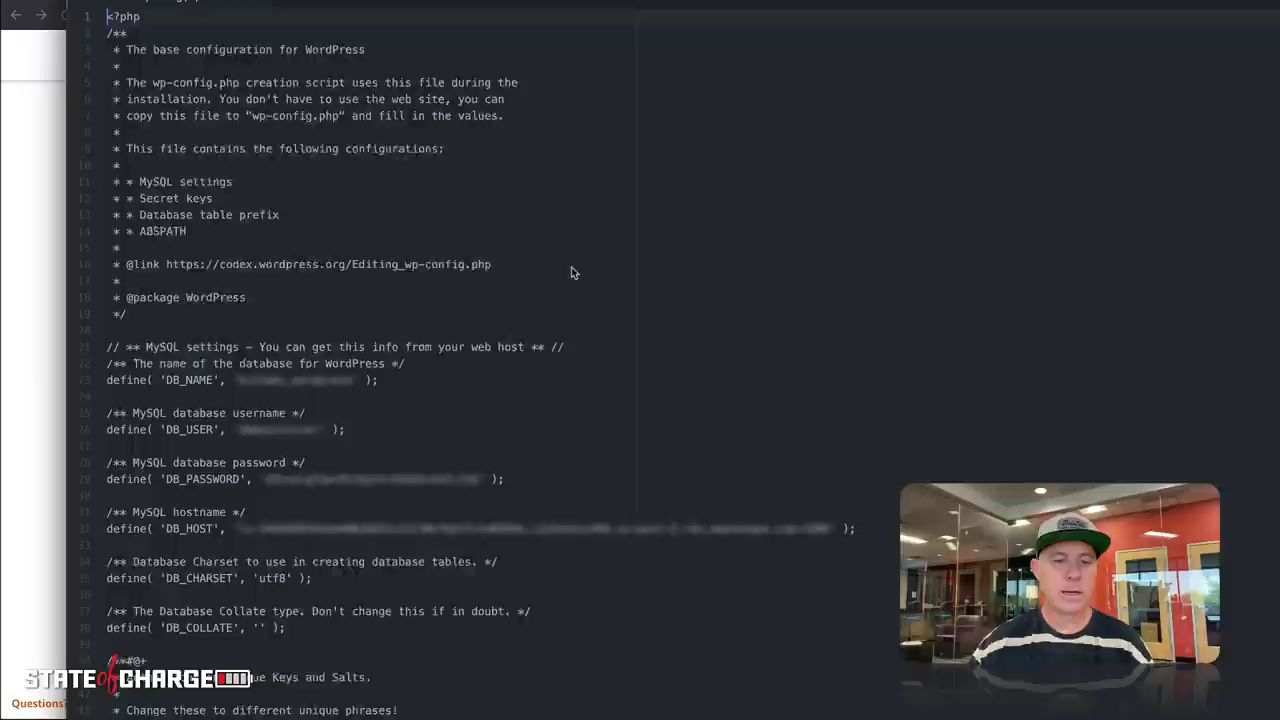 <?php
/**
* The base configuration for WordPress
*
* The wp-config.php creation script uses this file during the
* installation. You don't have to use the web site, you can
* copy this file to "wp-config.php" and fill in the values.
*
* This file contains the following configurations:
*
* * MySQL settings
* * Secret keys
* * Database table prefix
* * ABSPATH
*
* @link https://codex.wordpress.org/Editing_wp-config.php
*
* @package WordPress
*/
// ** MySQL settings - You can get this info from your web host ** //
/** The name of the database for WordPress */
define( 'DB_NAME', );
/** MySQL database username */
define( 'DB_USER', );
/** MySQL database password */
define( 'DB_PASSWORD', );
/** MySQL hostname */
define( 'DB_HOST', );
/** Database Charset to use in creating database tables. */
define( 'DB_CHARSET', 'utf8' );
/** The Database Collate type. Don't change this if in doubt. */
define( 'DB_COLLATE', '' );
/**#@+
STATE of CHARGE
Keys and Salts.
*
Questions?
* Change these to different unique phrases!